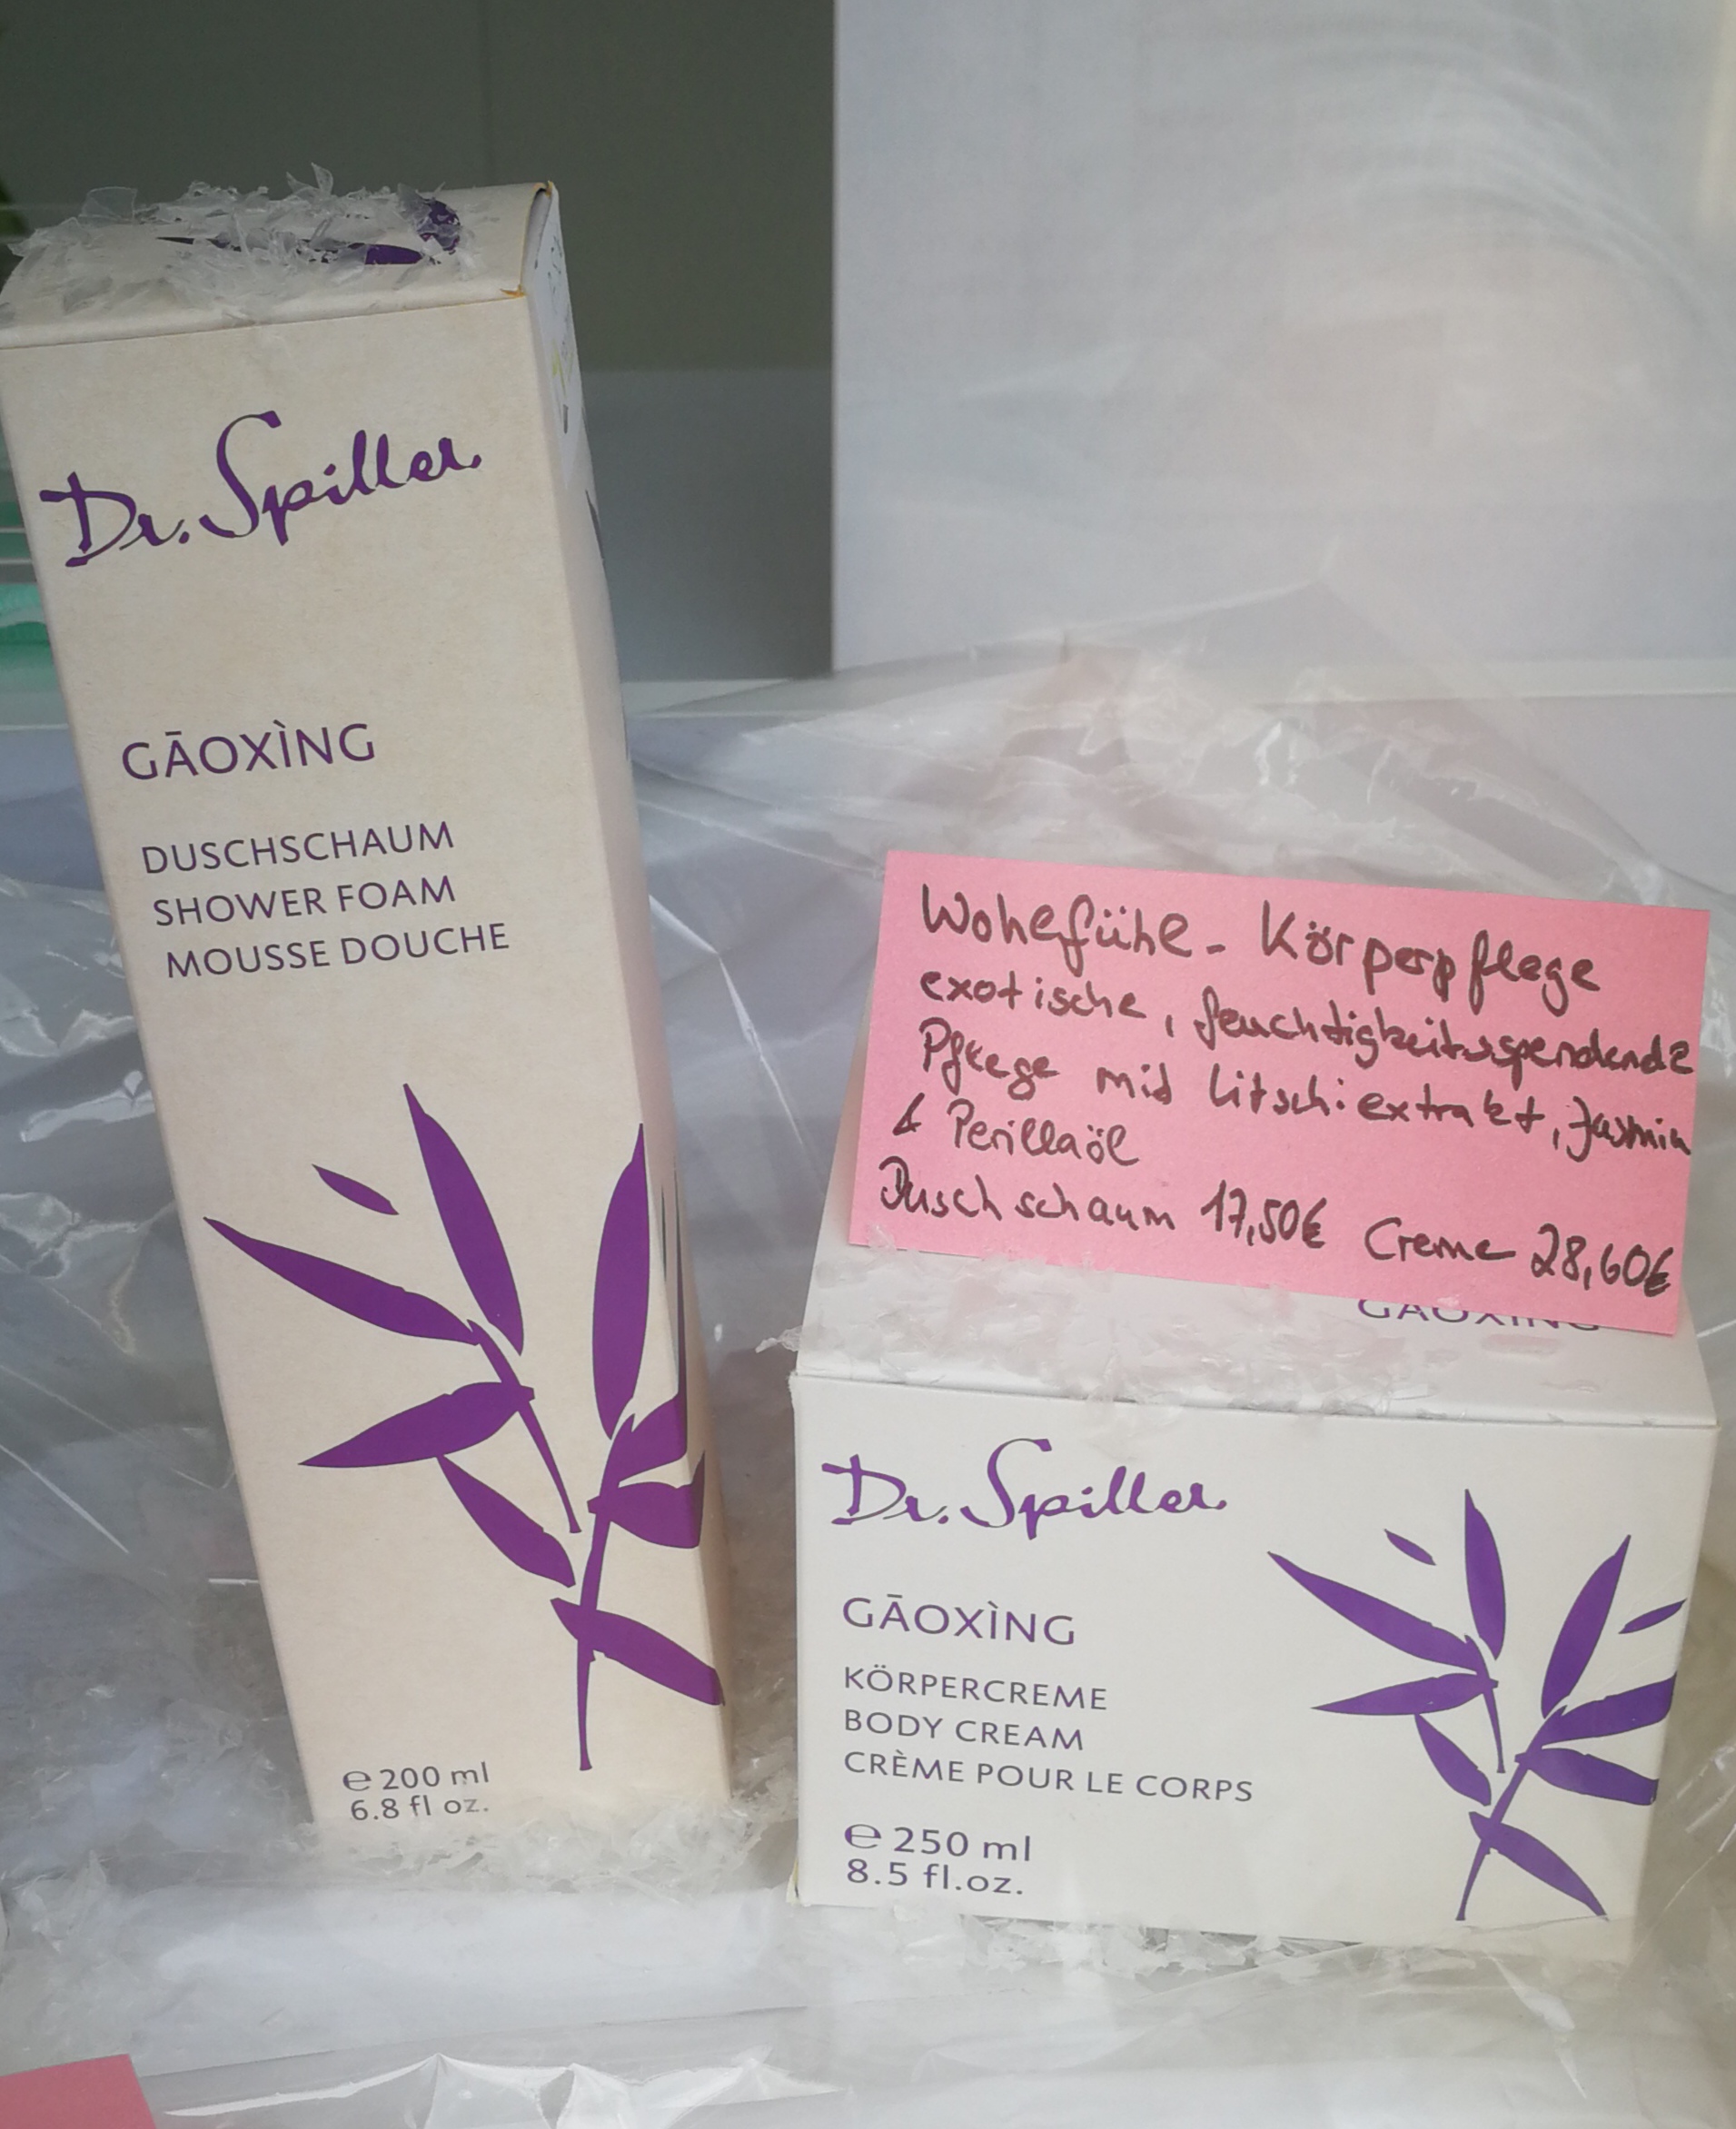 Dr. Spiller
GĀOXÌNG
DUSCHSCHAUM
SHOWER FOAM
MOUSSE DOUCHE
e 200 ml
6.8 fl oz.
Wohlfühl- Körperpflege
exotische, feuchtigkeitsspendende
Pflege mit Litschiextrakt, Jasmin
& Perillaöl
Duschschaum 17,50€ Creme 28,60€
GĀOXÌNG
Dr. Spiller
GĀOXÌNG
KÖRPERCREME
BODY CREAM
CRÈME POUR LE CORPS
e 250 ml
8.5 fl.oz.